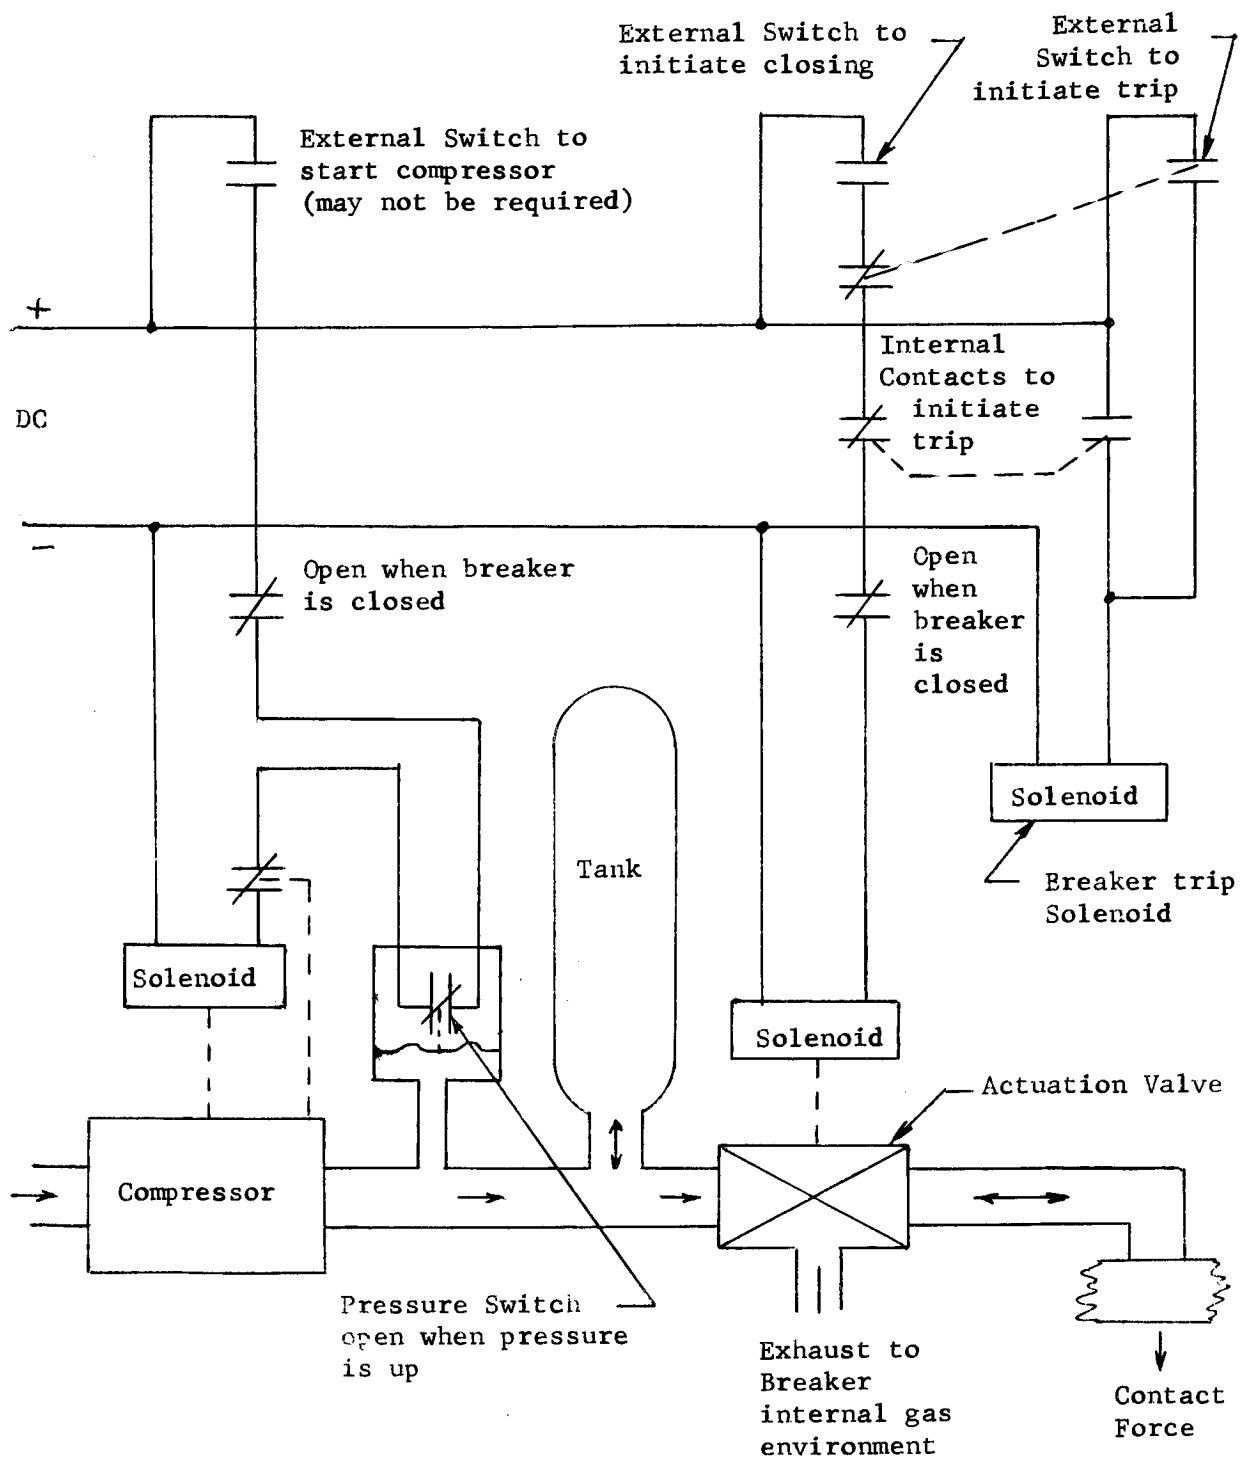 External Switch to
initiate closing
External
Switch to
initiate trip
External Switch to
start compressor
(may not be required)
+
Internal
Contacts to
initiate
trip
DC
-
Open when breaker
is closed
Open
when
breaker
is
closed
Solenoid
Tank
Breaker trip
Solenoid
Solenoid
Solenoid
Actuation Valve
Compressor
Pressure Switch
open when pressure
is up
Exhaust to
Breaker
internal gas
environment
Contact
Force